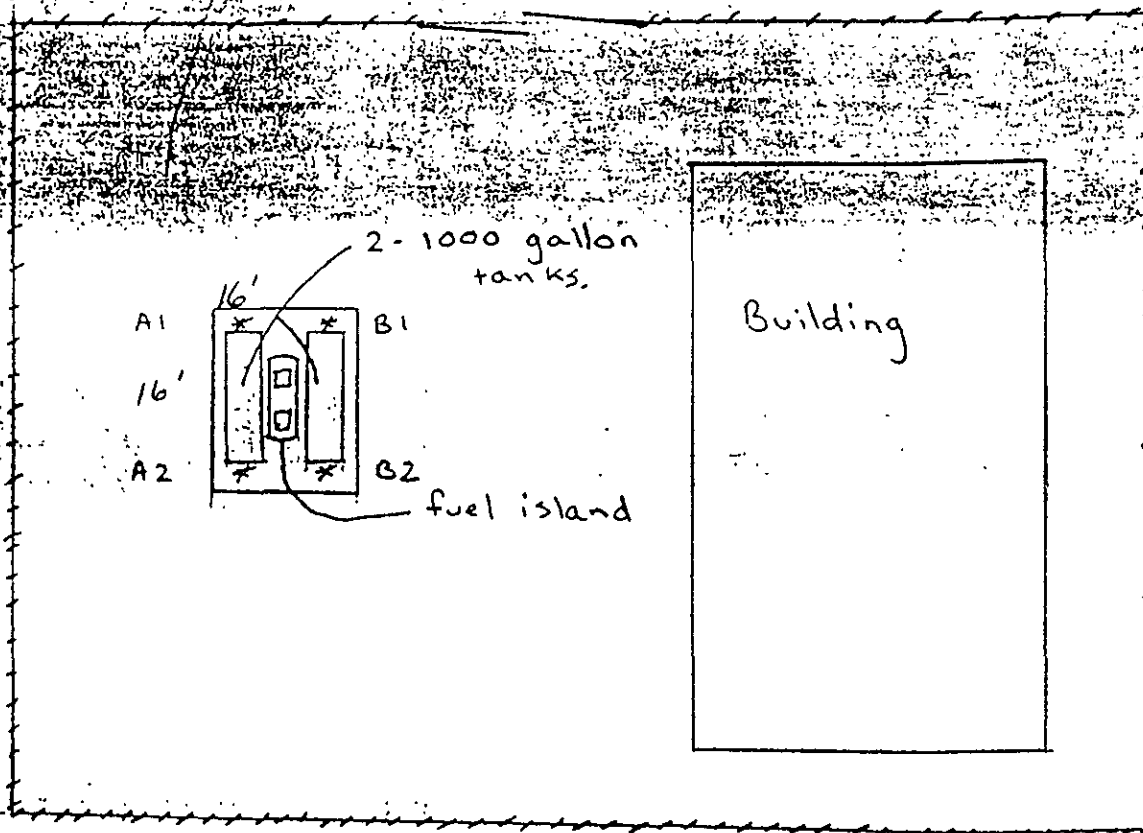 2-1000 gallon
tanks.
16'
A1
B1
Building
16'
A2
B2
fuel island